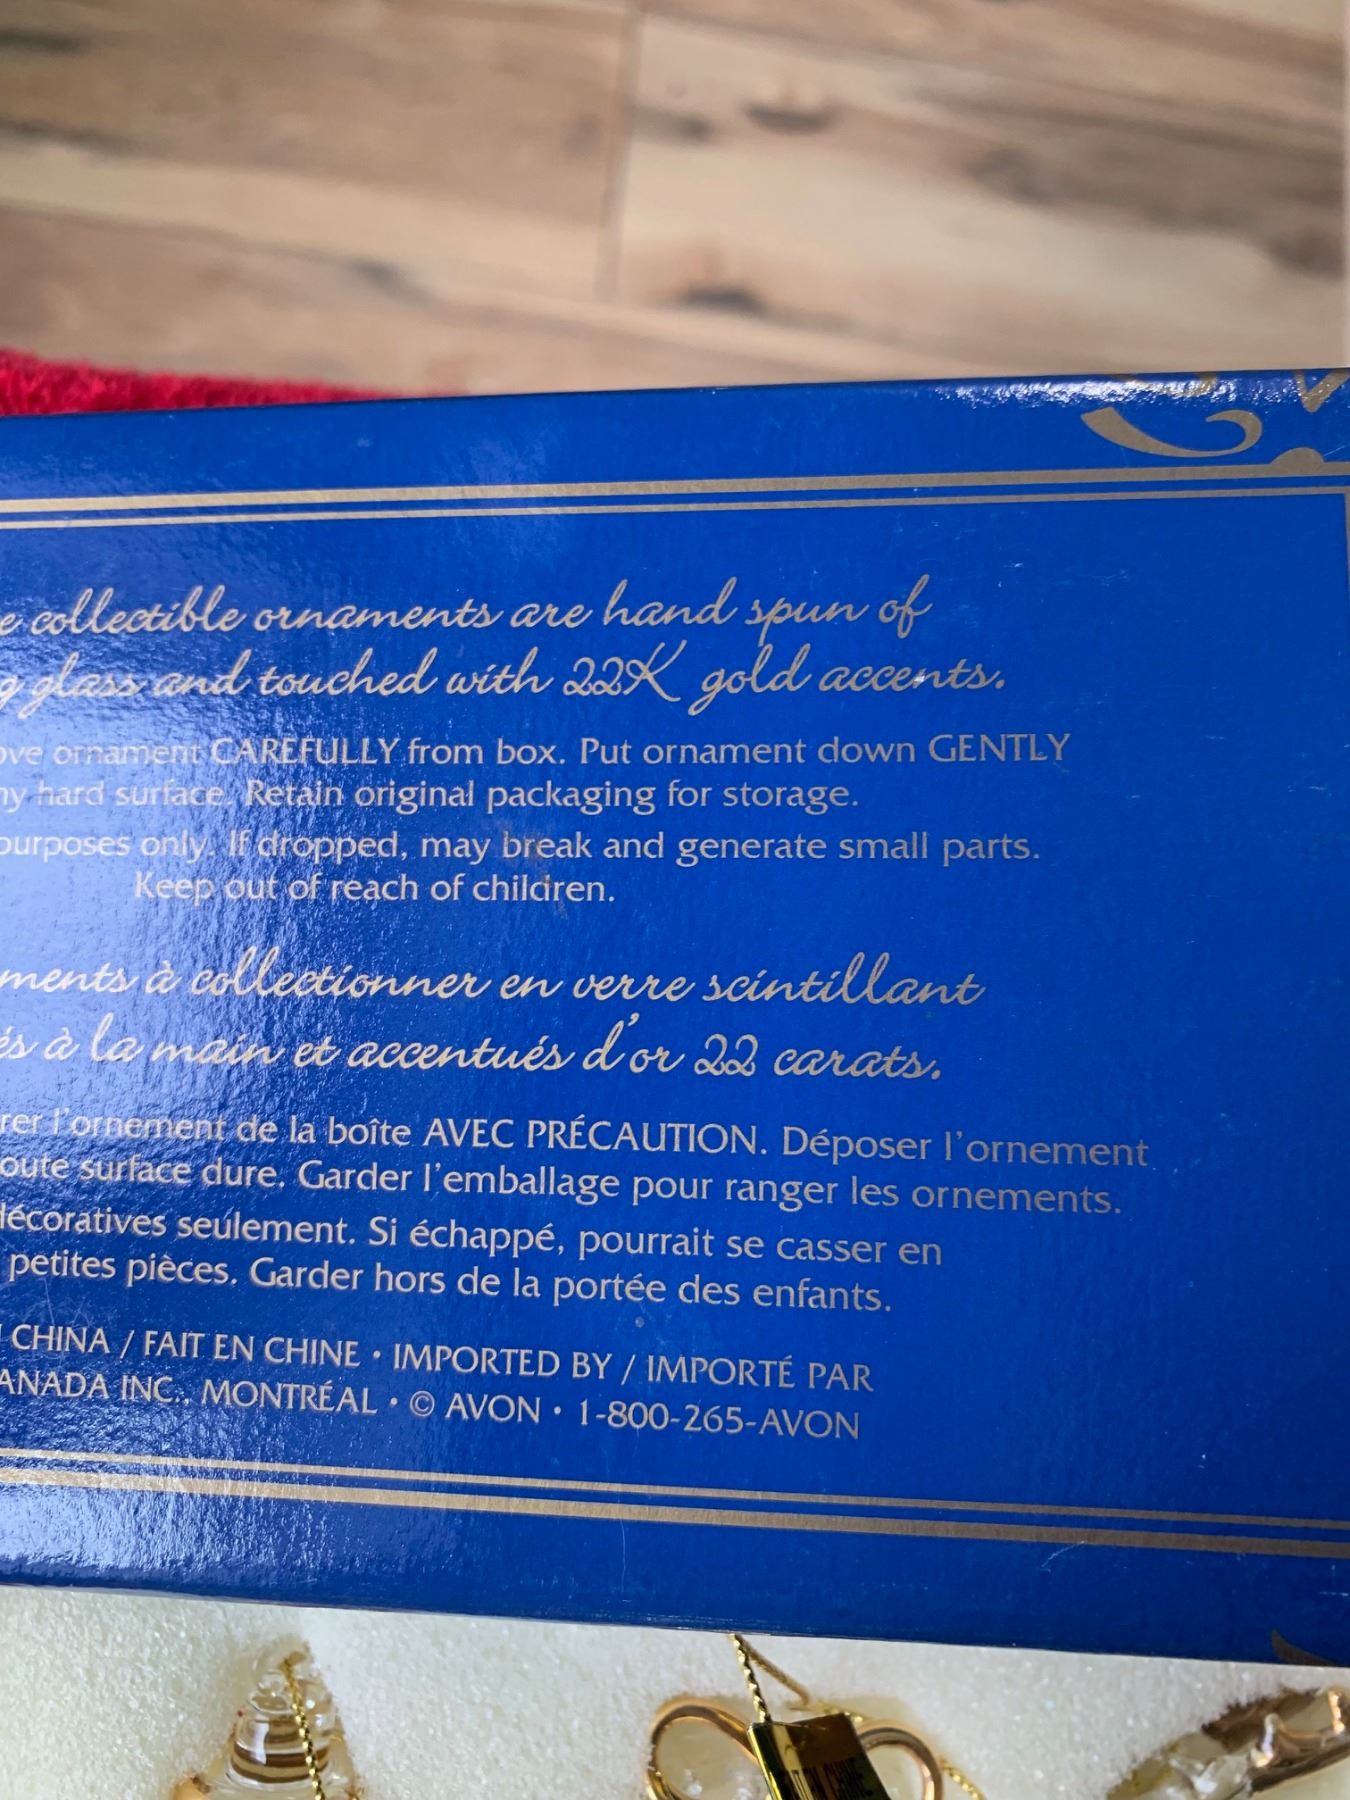 e collectible ornaments are hand spun of
g glass and touched with 22K gold accents.
ove ornament CAREFULLY from box. Put ornament down GENTLY
ny hard surface. Retain original packaging for storage.
purposes only. If dropped, may break and generate small parts.
Keep out of reach of children.
ments à collectionner en verre scintillant
és à la main et accentués d'or 22 carats.
rer l'ornement de la boîte AVEC PRÉCAUTION. Déposer l'ornement
oute surface dure. Garder l'emballage pour ranger les ornements.
décoratives seulement. Si échappé, pourrait se casser en
petites pièces. Garder hors de la portée des enfants.
CHINA / FAIT EN CHINE • IMPORTED BY / IMPORTÉ PAR
ANADA INC., MONTRÉAL • © AVON • 1-800-265-AVON
CHINE